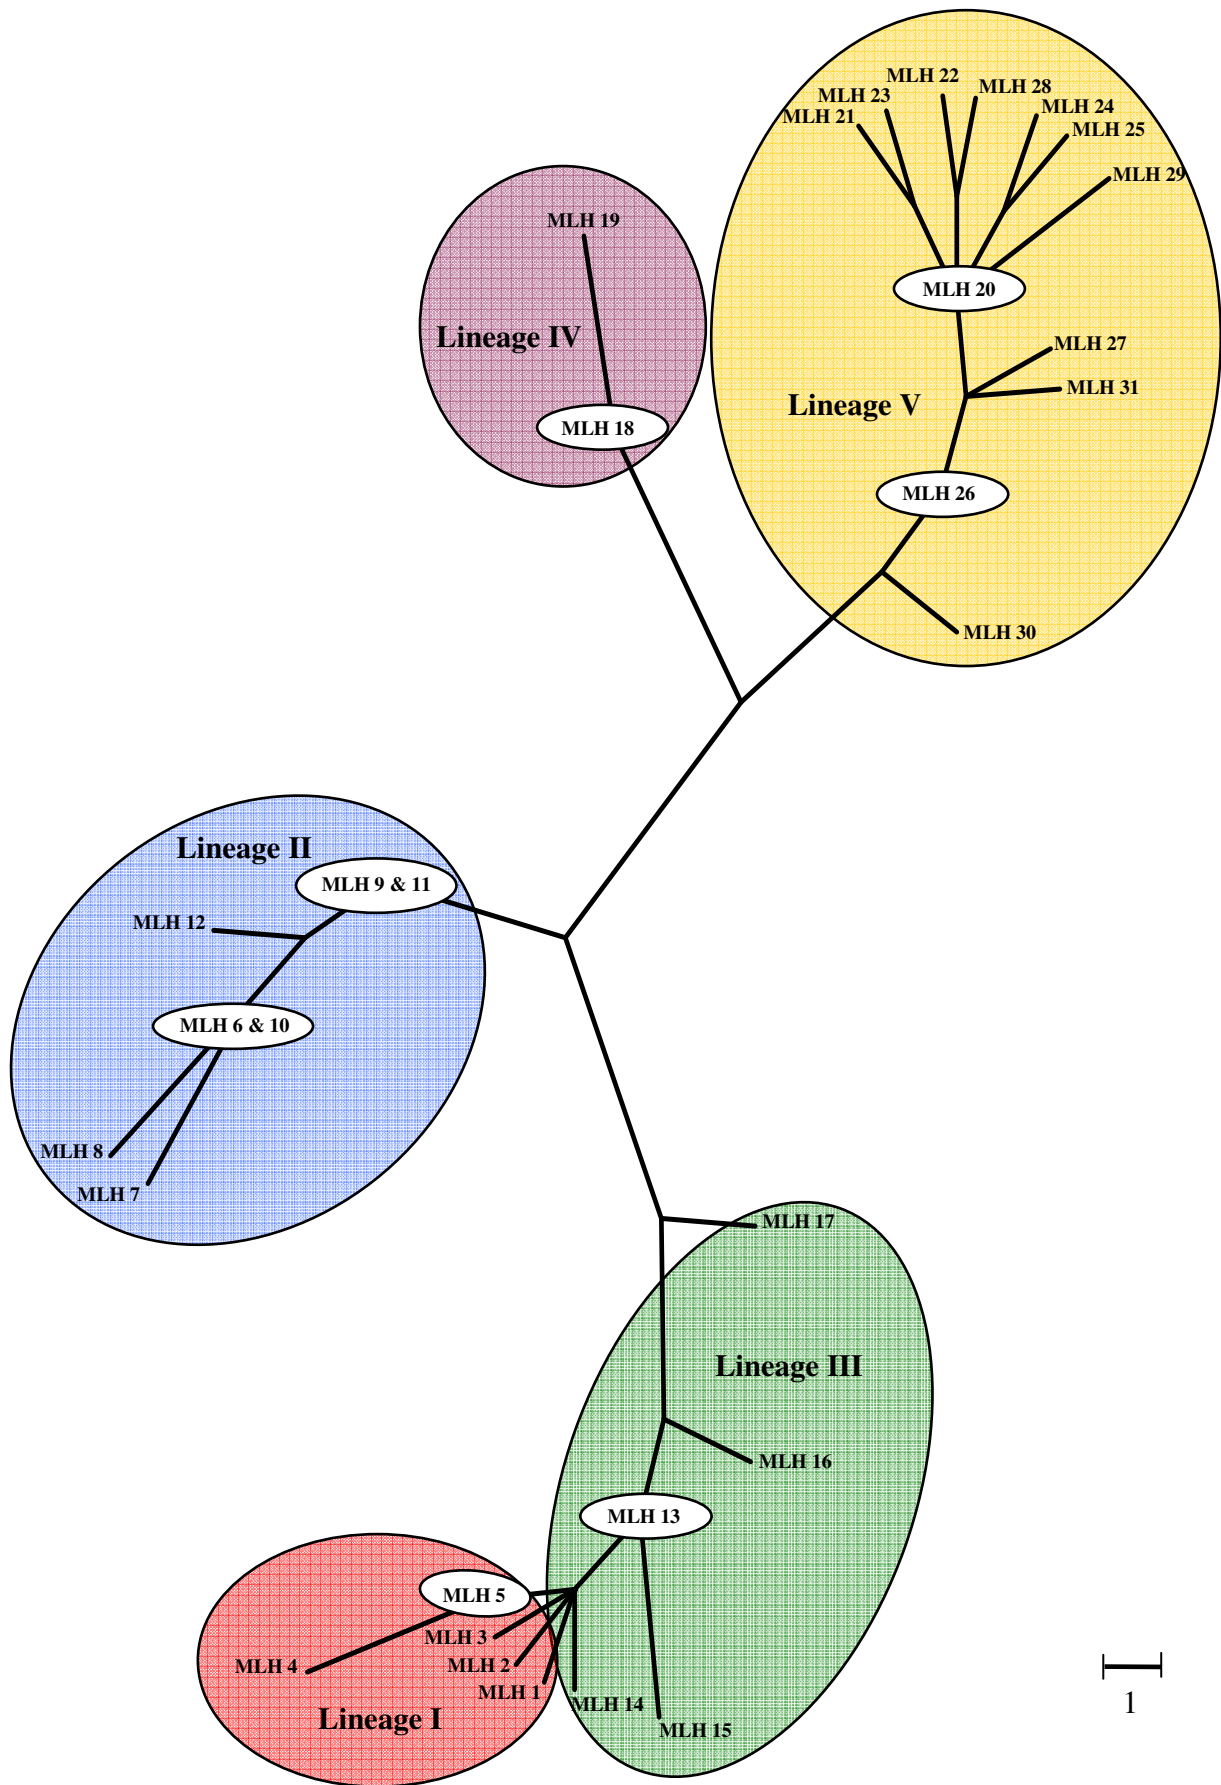 MLH 22
MLH 28
MLH 23
MLH 24
MLH 21
MLH 25
MLH 29
MLH 19
MLH 20
Lineage IV
MLH 27
MLH 31
Lineage V
MLH 18
MLH 26
MLH 30
Lineage II
MLH 9 & 11
MLH 12
MLH 6 & 10
MLH 8
MLH 7
MLH 17
Lineage III
MLH 16
MLH 13
MLH 5
MLH 3
MLH 4
MLH 2
MLH 1
MLH 14
Lineage I
MLH 15
1